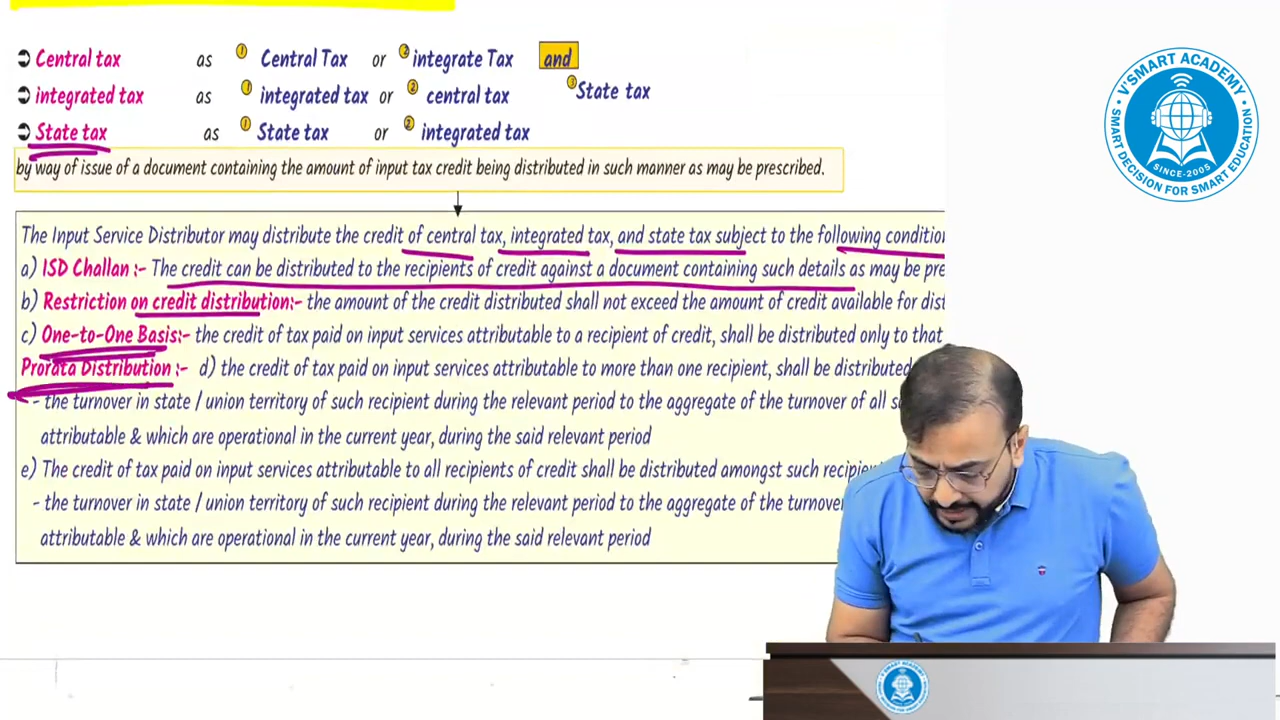 ➲ Central tax as ① Central Tax or ② integrate Tax and
➲ integrated tax as ① integrated tax or ② central tax ③ State tax
➲ State tax as ① State tax or ② integrated tax
by way of issue of a document containing the amount of input tax credit being distributed in such manner as may be prescribed.
The Input Service Distributor may distribute the credit of central tax, integrated tax, and state tax subject to the following
a) ISD Challan :- The credit can be distributed to the recipients of credit against a document containing such details as may be
b) Restriction on credit distribution:- the amount of the credit distributed shall not exceed the amount of credit available for
c) One-to-One Basis:- the credit of tax paid on input services attributable to a recipient of credit, shall be distributed only to that
Prorata Distribution :- d) the credit of tax paid on input services attributable to more than one recipient, shall be distributed
- the turnover in state / union territory of such recipient during the relevant period to the aggregate of the turnover of all
attributable & which are operational in the current year, during the said relevant period
e) The credit of tax paid on input services attributable to all recipients of credit shall be distributed amongst such
- the turnover in state / union territory of such recipient during the relevant period to the aggregate of the turnover
attributable & which are operational in the current year, during the said relevant period
V'SMART ACADEMY
SINCE-2005
SMART DECISION FOR SMART EDUCATION